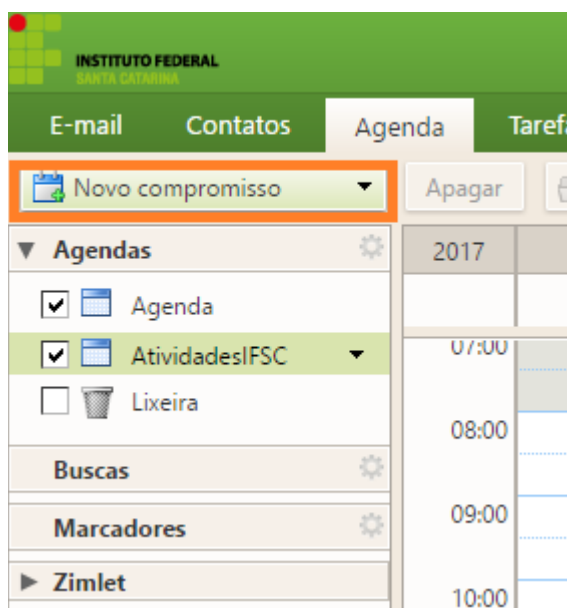 INSTITUTO FEDERAL
SANTA CATARINA
E-mail Contatos Agenda Taref
Novo compromisso Apagar
Agendas 2017
Agenda
AtividadesIFSC 07:00
Lixeira
08:00
Buscas
Marcadores 09:00
Zimlet
10:00